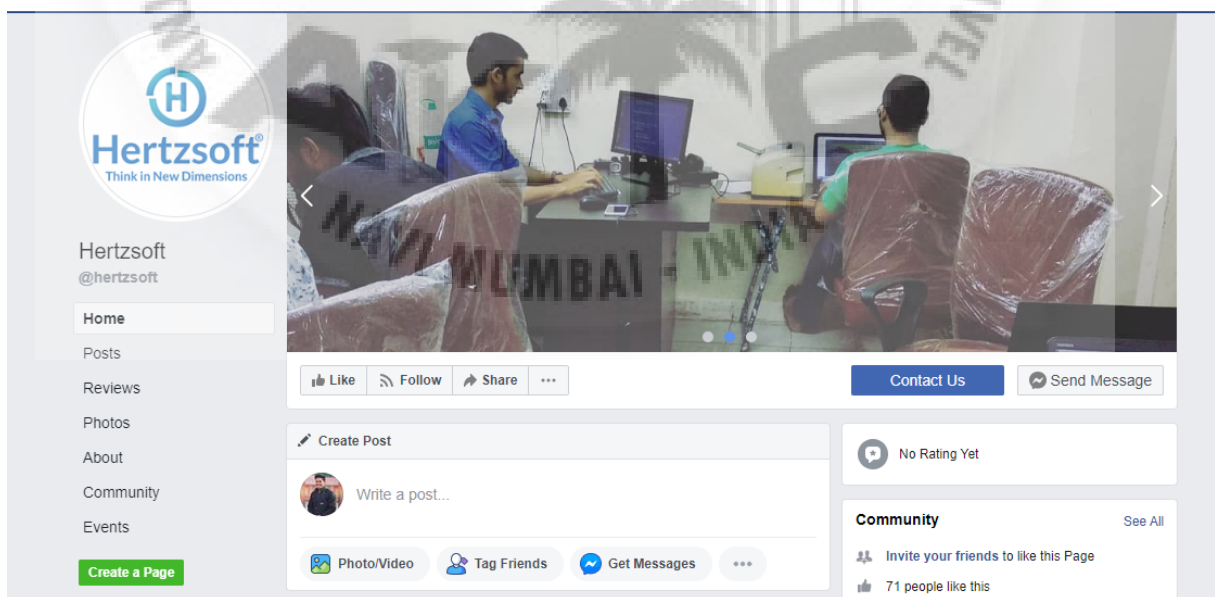 H
Hertzsoft®
Think in New Dimensions
Hertzsoft
@hertzsoft
Home
Posts
Reviews
Photos
About
Community
Events
Create a Page
NAVI MUMBAI - INDIA
Like
Follow
Share
Contact Us
Send Message
Create Post
Write a post...
Photo/Video
Tag Friends
Get Messages
No Rating Yet
Community
See All
Invite your friends to like this Page
71 people like this